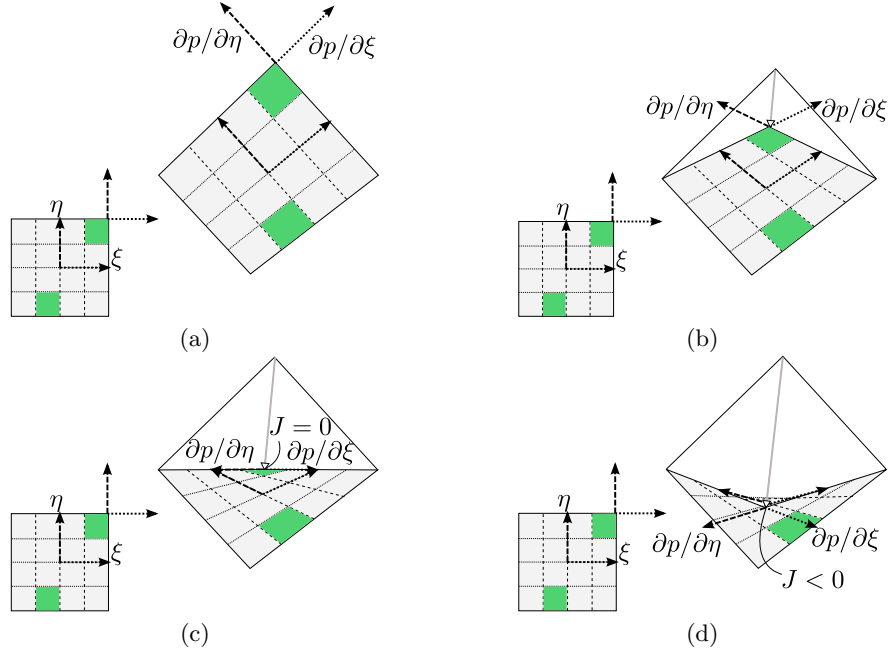 ∂p/∂η
∂p/∂ξ
η
ξ
(a)
∂p/∂η
∂p/∂ξ
η
ξ
(b)
J = 0
∂p/∂η
∂p/∂ξ
η
ξ
(c)
η
ξ
∂p/∂η
∂p/∂ξ
J < 0
(d)